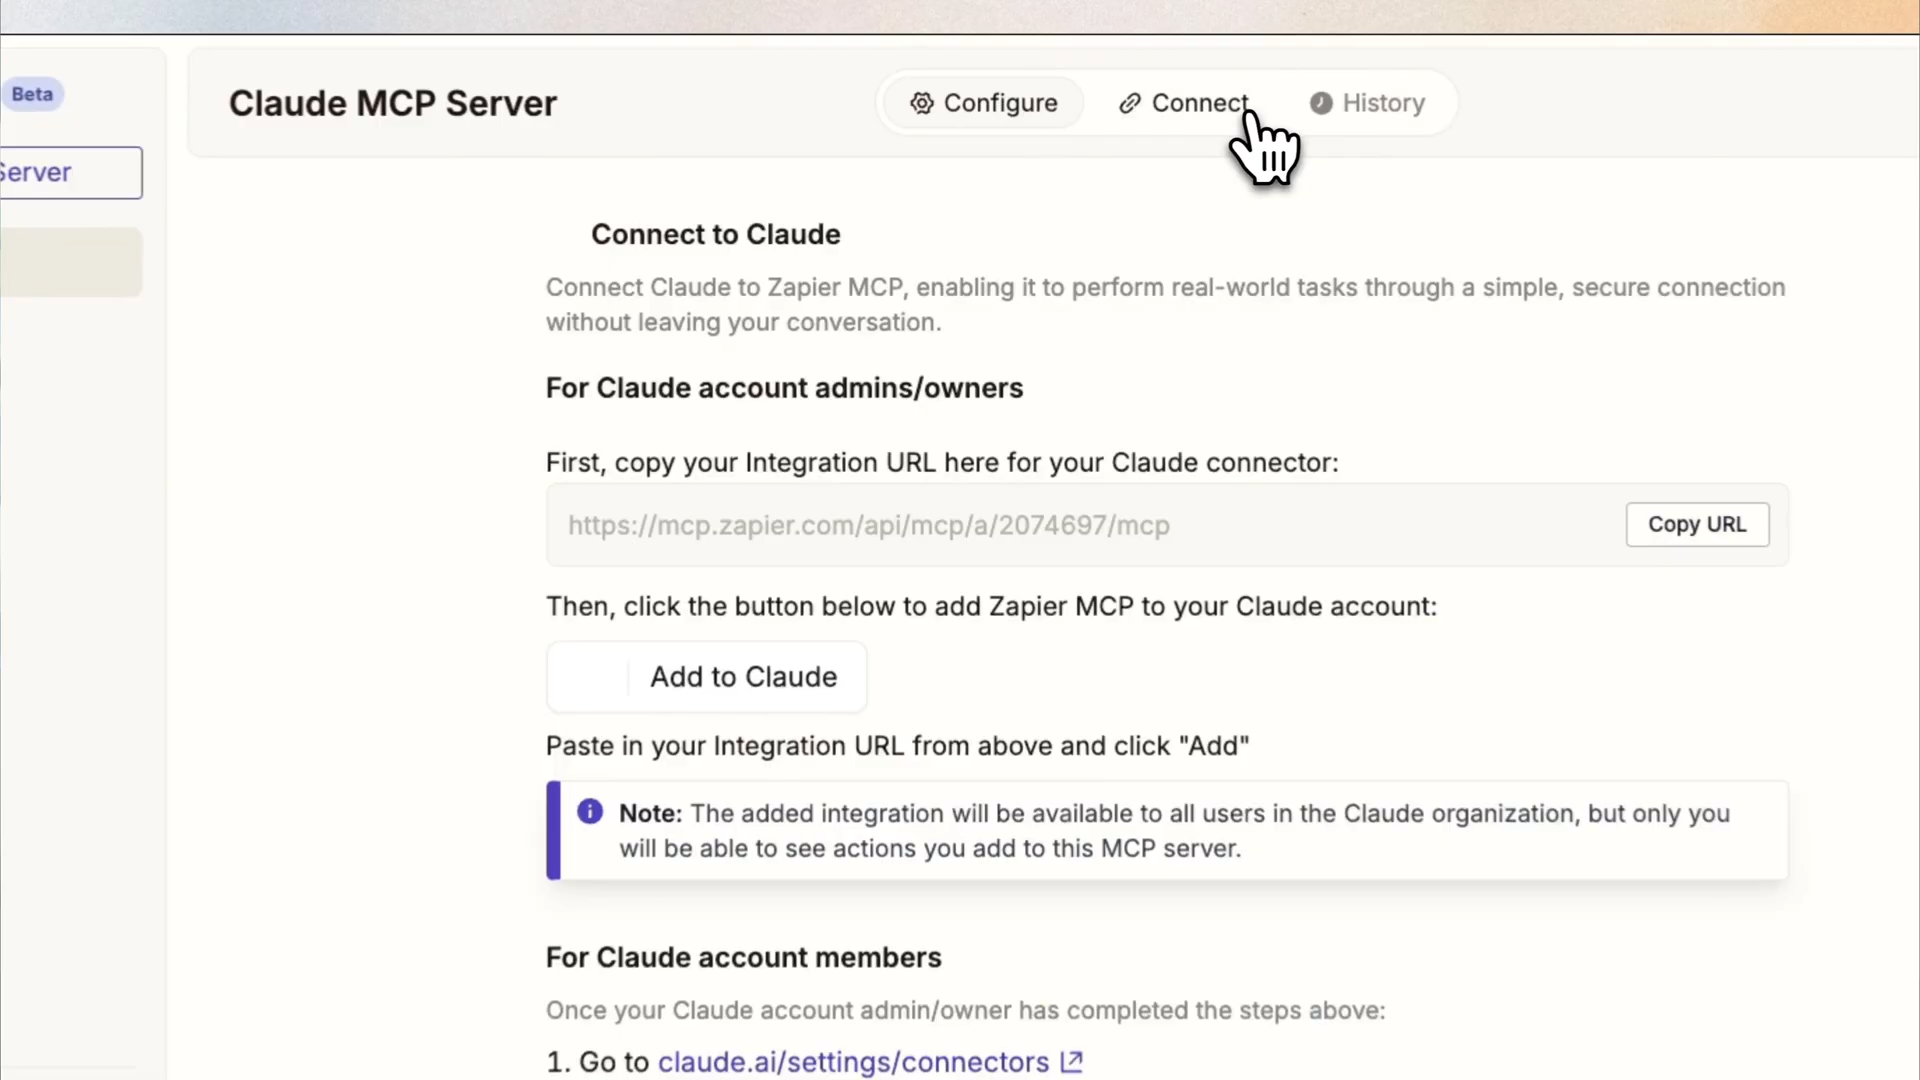 Beta
Claude MCP Server
Configure
Connect
History
Server
Connect to Claude
Connect Claude to Zapier MCP, enabling it to perform real-world tasks through a simple, secure connection
without leaving your conversation.
For Claude account admins/owners
First, copy your Integration URL here for your Claude connector:
https://mcp.zapier.com/api/mcp/a/2074697/mcp
Copy URL
Then, click the button below to add Zapier MCP to your Claude account:
Add to Claude
Paste in your Integration URL from above and click "Add"
Note: The added integration will be available to all users in the Claude organization, but only you
will be able to see actions you add to this MCP server.
For Claude account members
Once your Claude account admin/owner has completed the steps above:
1. Go to claude.ai/settings/connectors